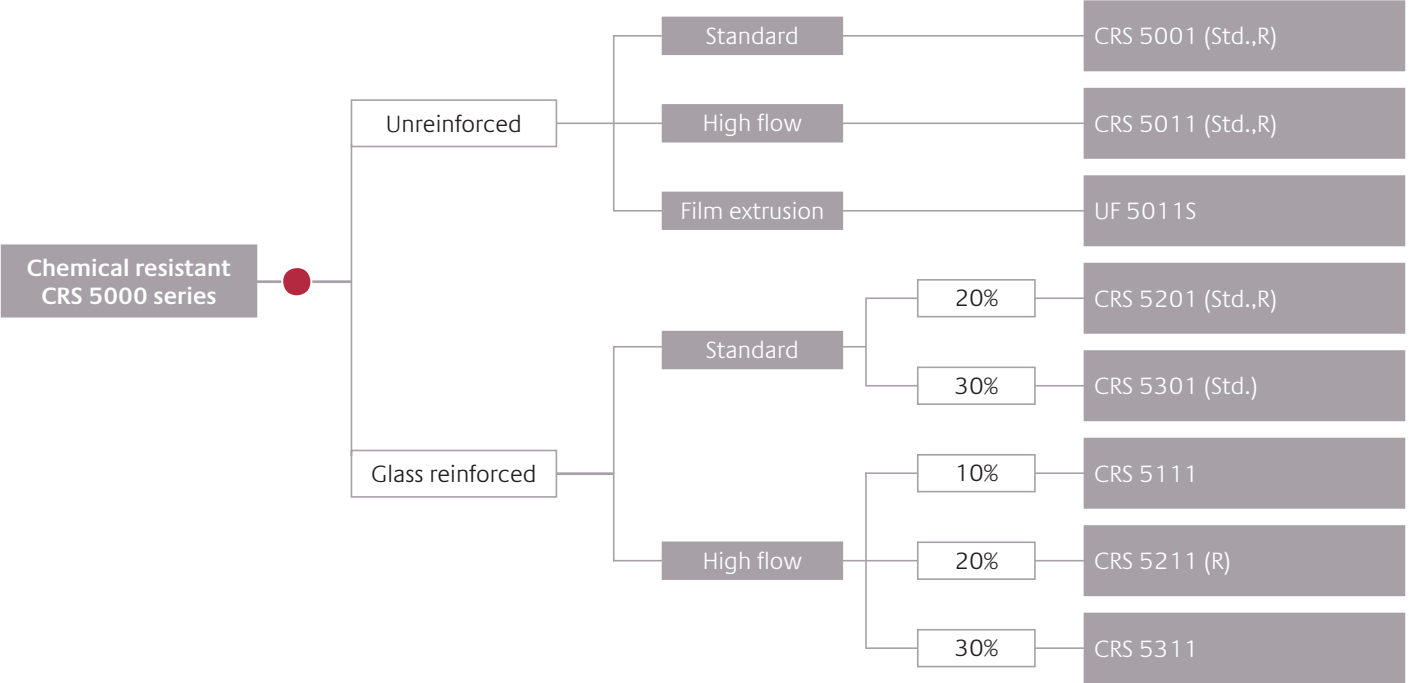 Chemical resistant
CRS 5000 series
Unreinforced
Standard
CRS 5001 (Std.,R)
High flow
CRS 5011 (Std.,R)
Film extrusion
UF 5011S
Glass reinforced
Standard
20%
CRS 5201 (Std.,R)
30%
CRS 5301 (Std.)
High flow
10%
CRS 5111
20%
CRS 5211 (R)
30%
CRS 5311